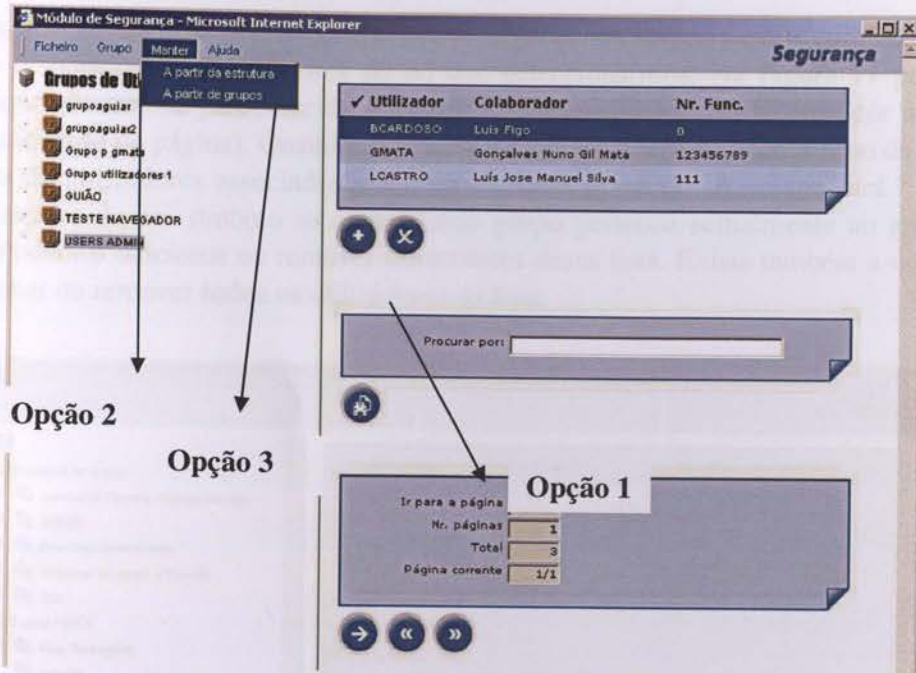 Módulo de Segurança - Microsoft Internet Explorer
Ficheiro Grupo Manter Ajuda
Segurança
A partir da estrutura
A partir de grupos
Grupos de Ut
grupoaguiar
grupoaguiar2
Grupo p gmata
Grupo utilizadores 1
GUIÃO
TESTE NAVEGADOR
USERS ADMIN
Utilizador Colaborador Nr. Func.
BCARDOSO Luis Figo 0
GMATA Gonçalves Nuno Gil Mata 123456789
LCASTRO Luís Jose Manuel Silva 111
Procurar por:
Opção 2
Opção 3
Opção 1
Ir para a página
Nr. páginas 1
Total 3
Página corrente 1/1